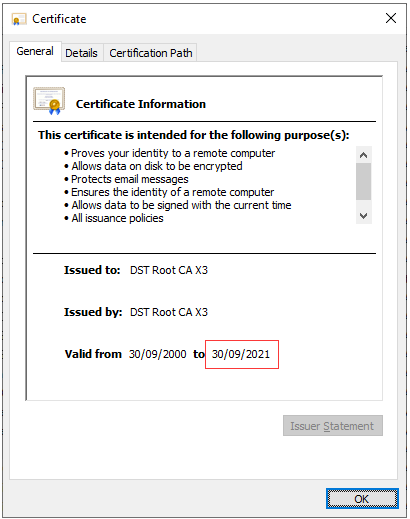 Certificate
General Details Certification Path
Certificate Information
This certificate is intended for the following purpose(s):
• Proves your identity to a remote computer
• Allows data on disk to be encrypted
• Protects email messages
• Ensures the identity of a remote computer
• Allows data to be signed with the current time
• All issuance policies
Issued to: DST Root CA X3
Issued by: DST Root CA X3
Valid from 30/09/2000 to 30/09/2021
Issuer Statement
OK